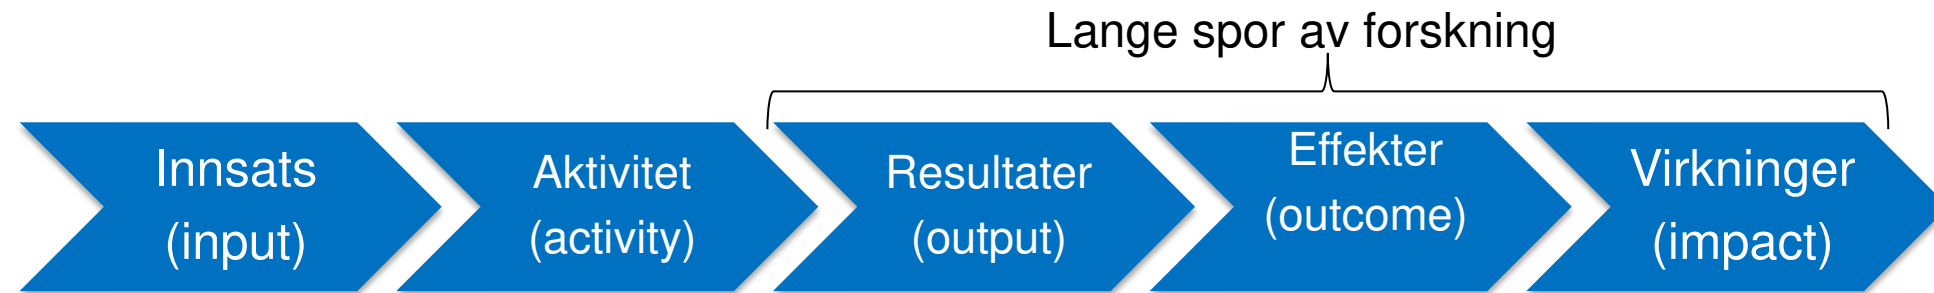 Lange spor av forskning
Innsats
(input)
Aktivitet
(activity)
Resultater
(output)
Effekter
(outcome)
Virkninger
(impact)